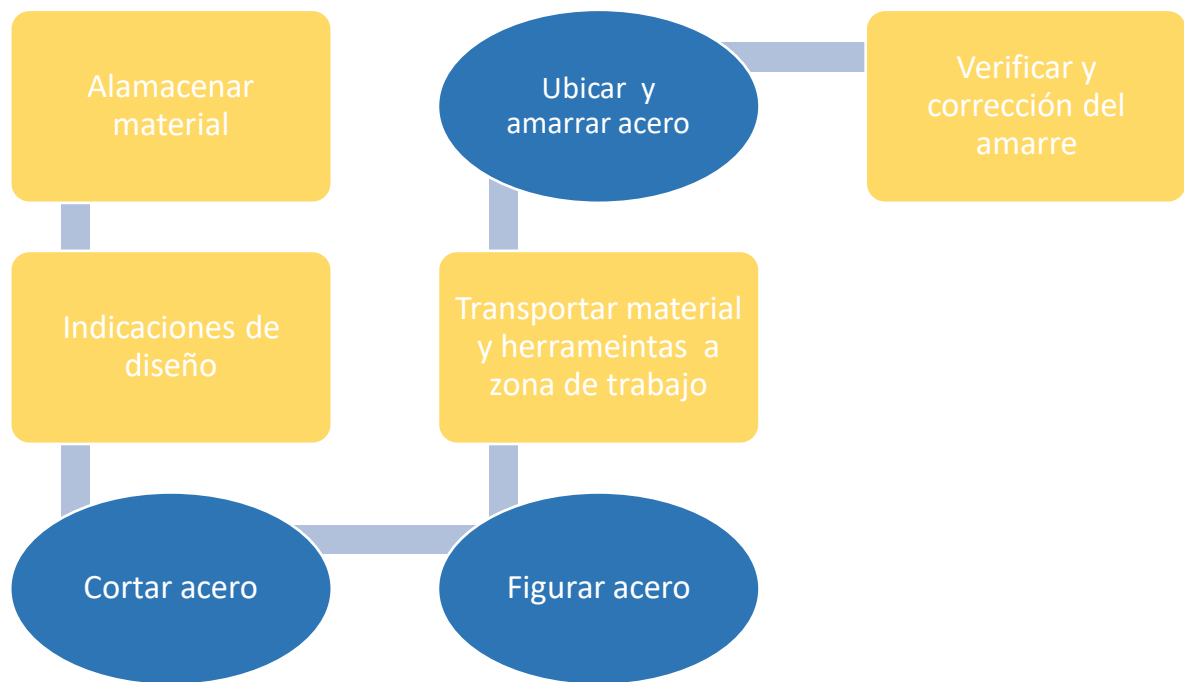 Alamacenar
material
Indicaciones de
diseño
Cortar acero
Figurar acero
Transportar material
y herrameintas a
zona de trabajo
Ubicar y
amarrar acero
Verificar y
corrección del
amarre